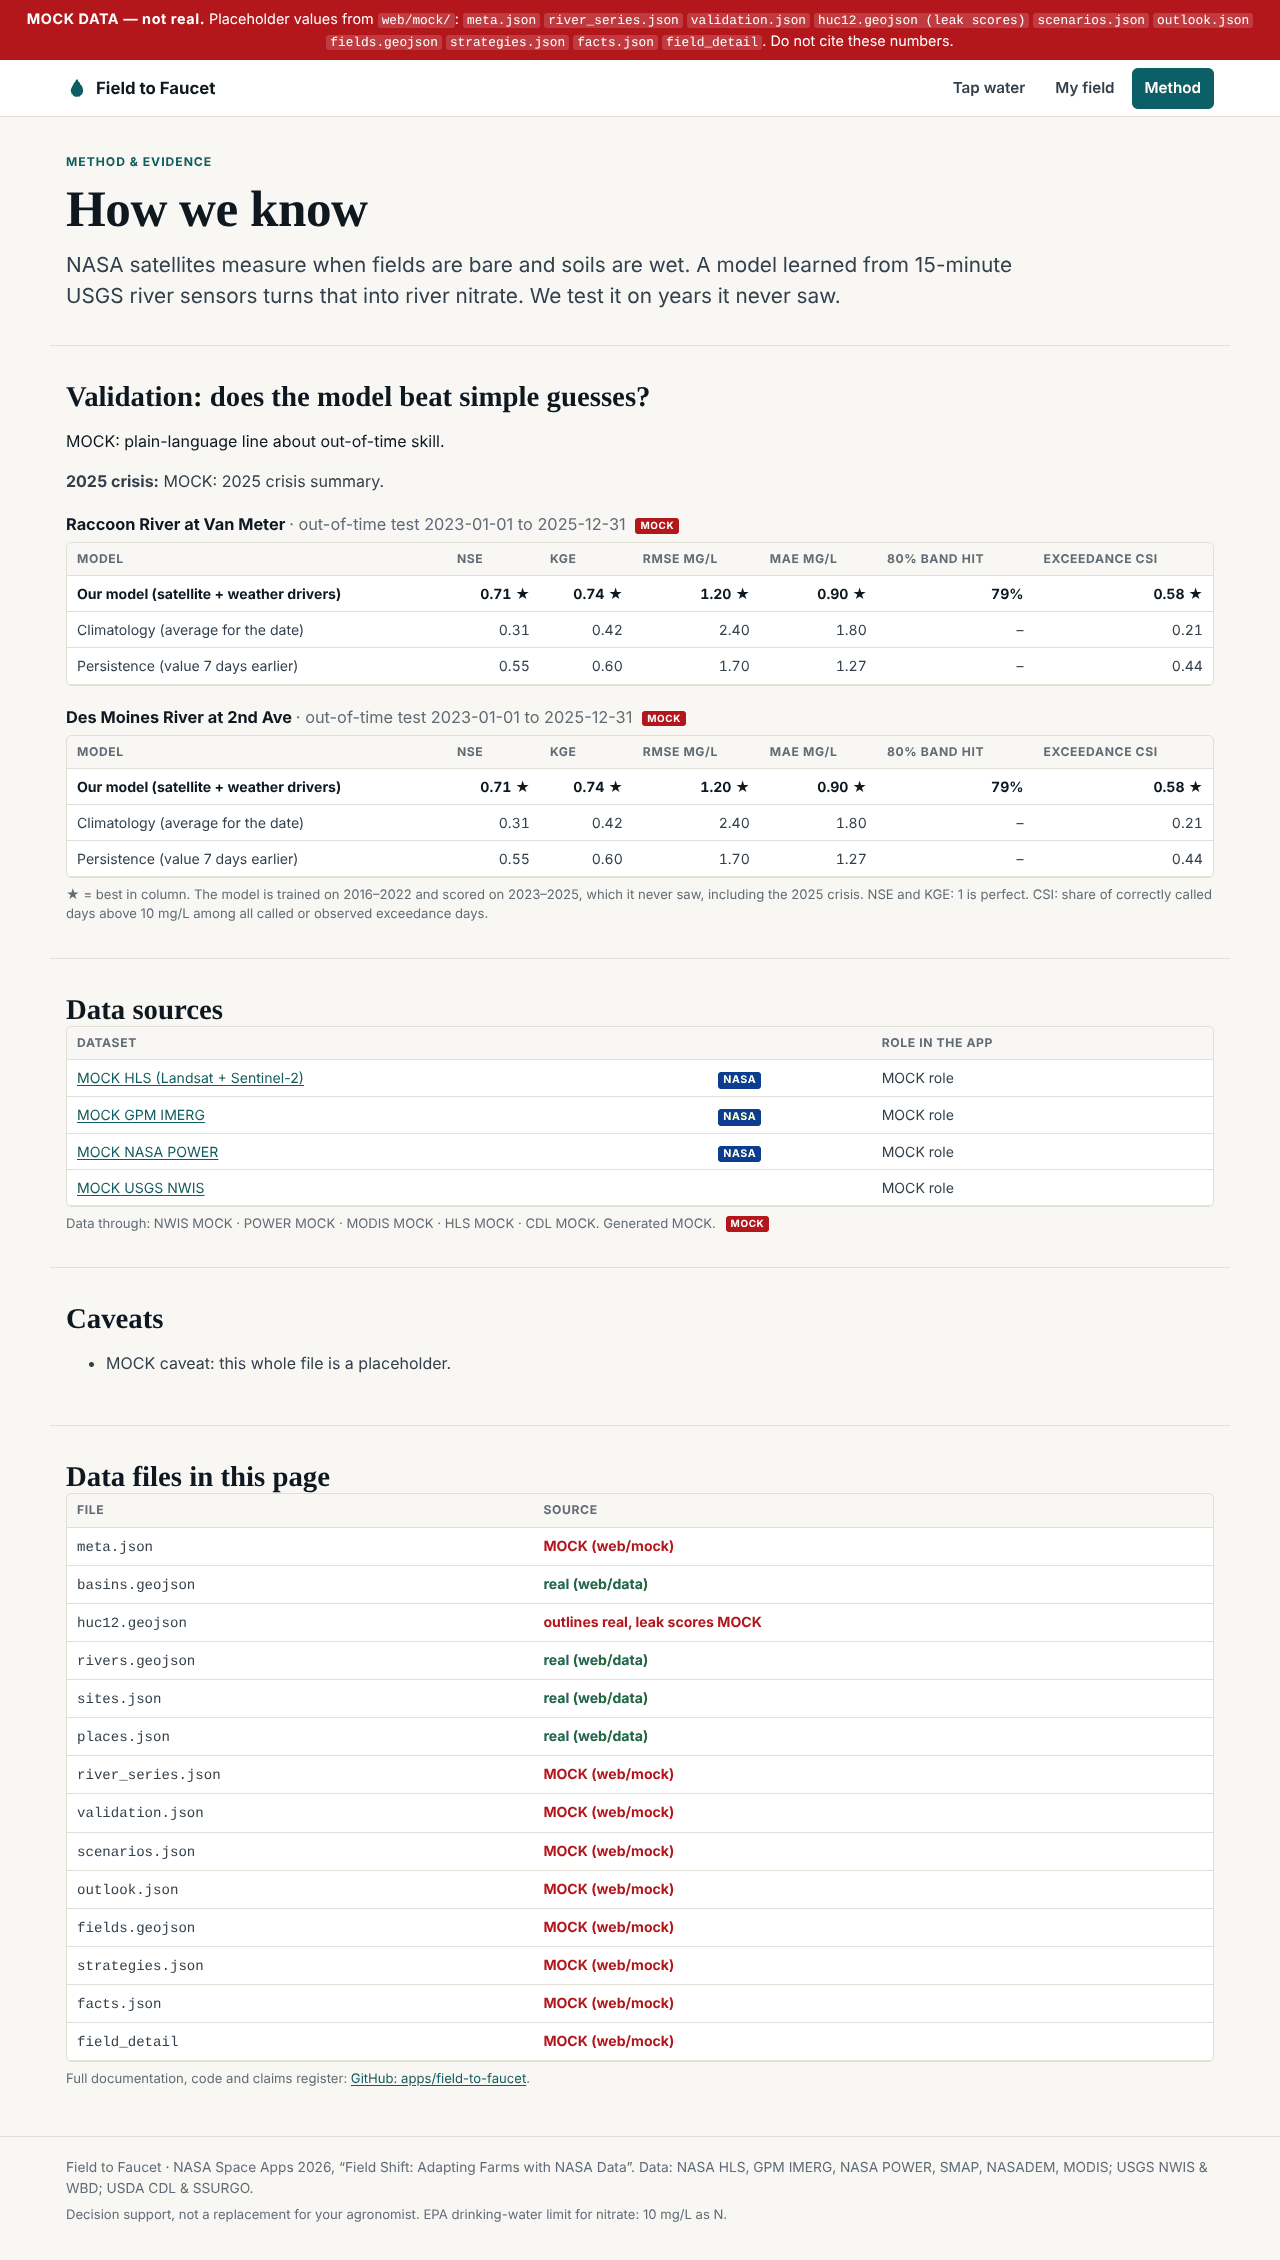 MOCK DATA — not real. Placeholder values from web/mock/: meta.json river_series.json validation.json huc12.geojson (leak scores) scenarios.json outlook.json
fields.geojson strategies.json facts.json field_detail. Do not cite these numbers.
Field to Faucet
Tap water My field Method
METHOD & EVIDENCE
How we know
NASA satellites measure when fields are bare and soils are wet. A model learned from 15-minute
USGS river sensors turns that into river nitrate. We test it on years it never saw.
Validation: does the model beat simple guesses?
MOCK: plain-language line about out-of-time skill.
2025 crisis: MOCK: 2025 crisis summary.
Raccoon River at Van Meter · out-of-time test 2023-01-01 to 2025-12-31 MOCK
MODEL NSE KGE RMSE MG/L MAE MG/L 80% BAND HIT EXCEEDANCE CSI
Our model (satellite + weather drivers) 0.71 ★ 0.74 ★ 1.20 ★ 0.90 ★ 79% 0.58 ★
Climatology (average for the date) 0.31 0.42 2.40 1.80 – 0.21
Persistence (value 7 days earlier) 0.55 0.60 1.70 1.27 – 0.44
Des Moines River at 2nd Ave · out-of-time test 2023-01-01 to 2025-12-31 MOCK
MODEL NSE KGE RMSE MG/L MAE MG/L 80% BAND HIT EXCEEDANCE CSI
Our model (satellite + weather drivers) 0.71 ★ 0.74 ★ 1.20 ★ 0.90 ★ 79% 0.58 ★
Climatology (average for the date) 0.31 0.42 2.40 1.80 – 0.21
Persistence (value 7 days earlier) 0.55 0.60 1.70 1.27 – 0.44
★ = best in column. The model is trained on 2016–2022 and scored on 2023–2025, which it never saw, including the 2025 crisis. NSE and KGE: 1 is perfect. CSI: share of correctly called
days above 10 mg/L among all called or observed exceedance days.
Data sources
DATASET ROLE IN THE APP
MOCK HLS (Landsat + Sentinel-2) NASA MOCK role
MOCK GPM IMERG NASA MOCK role
MOCK NASA POWER NASA MOCK role
MOCK USGS NWIS MOCK role
Data through: NWIS MOCK · POWER MOCK · MODIS MOCK · HLS MOCK · CDL MOCK. Generated MOCK. MOCK
Caveats
• MOCK caveat: this whole file is a placeholder.
Data files in this page
FILE SOURCE
meta.json MOCK (web/mock)
basins.geojson real (web/data)
huc12.geojson outlines real, leak scores MOCK
rivers.geojson real (web/data)
sites.json real (web/data)
places.json real (web/data)
river_series.json MOCK (web/mock)
validation.json MOCK (web/mock)
scenarios.json MOCK (web/mock)
outlook.json MOCK (web/mock)
fields.geojson MOCK (web/mock)
strategies.json MOCK (web/mock)
facts.json MOCK (web/mock)
field_detail MOCK (web/mock)
Full documentation, code and claims register: GitHub: apps/field-to-faucet.
Field to Faucet · NASA Space Apps 2026, “Field Shift: Adapting Farms with NASA Data”. Data: NASA HLS, GPM IMERG, NASA POWER, SMAP, NASADEM, MODIS; USGS NWIS &
WBD; USDA CDL & SSURGO.
Decision support, not a replacement for your agronomist. EPA drinking-water limit for nitrate: 10 mg/L as N.